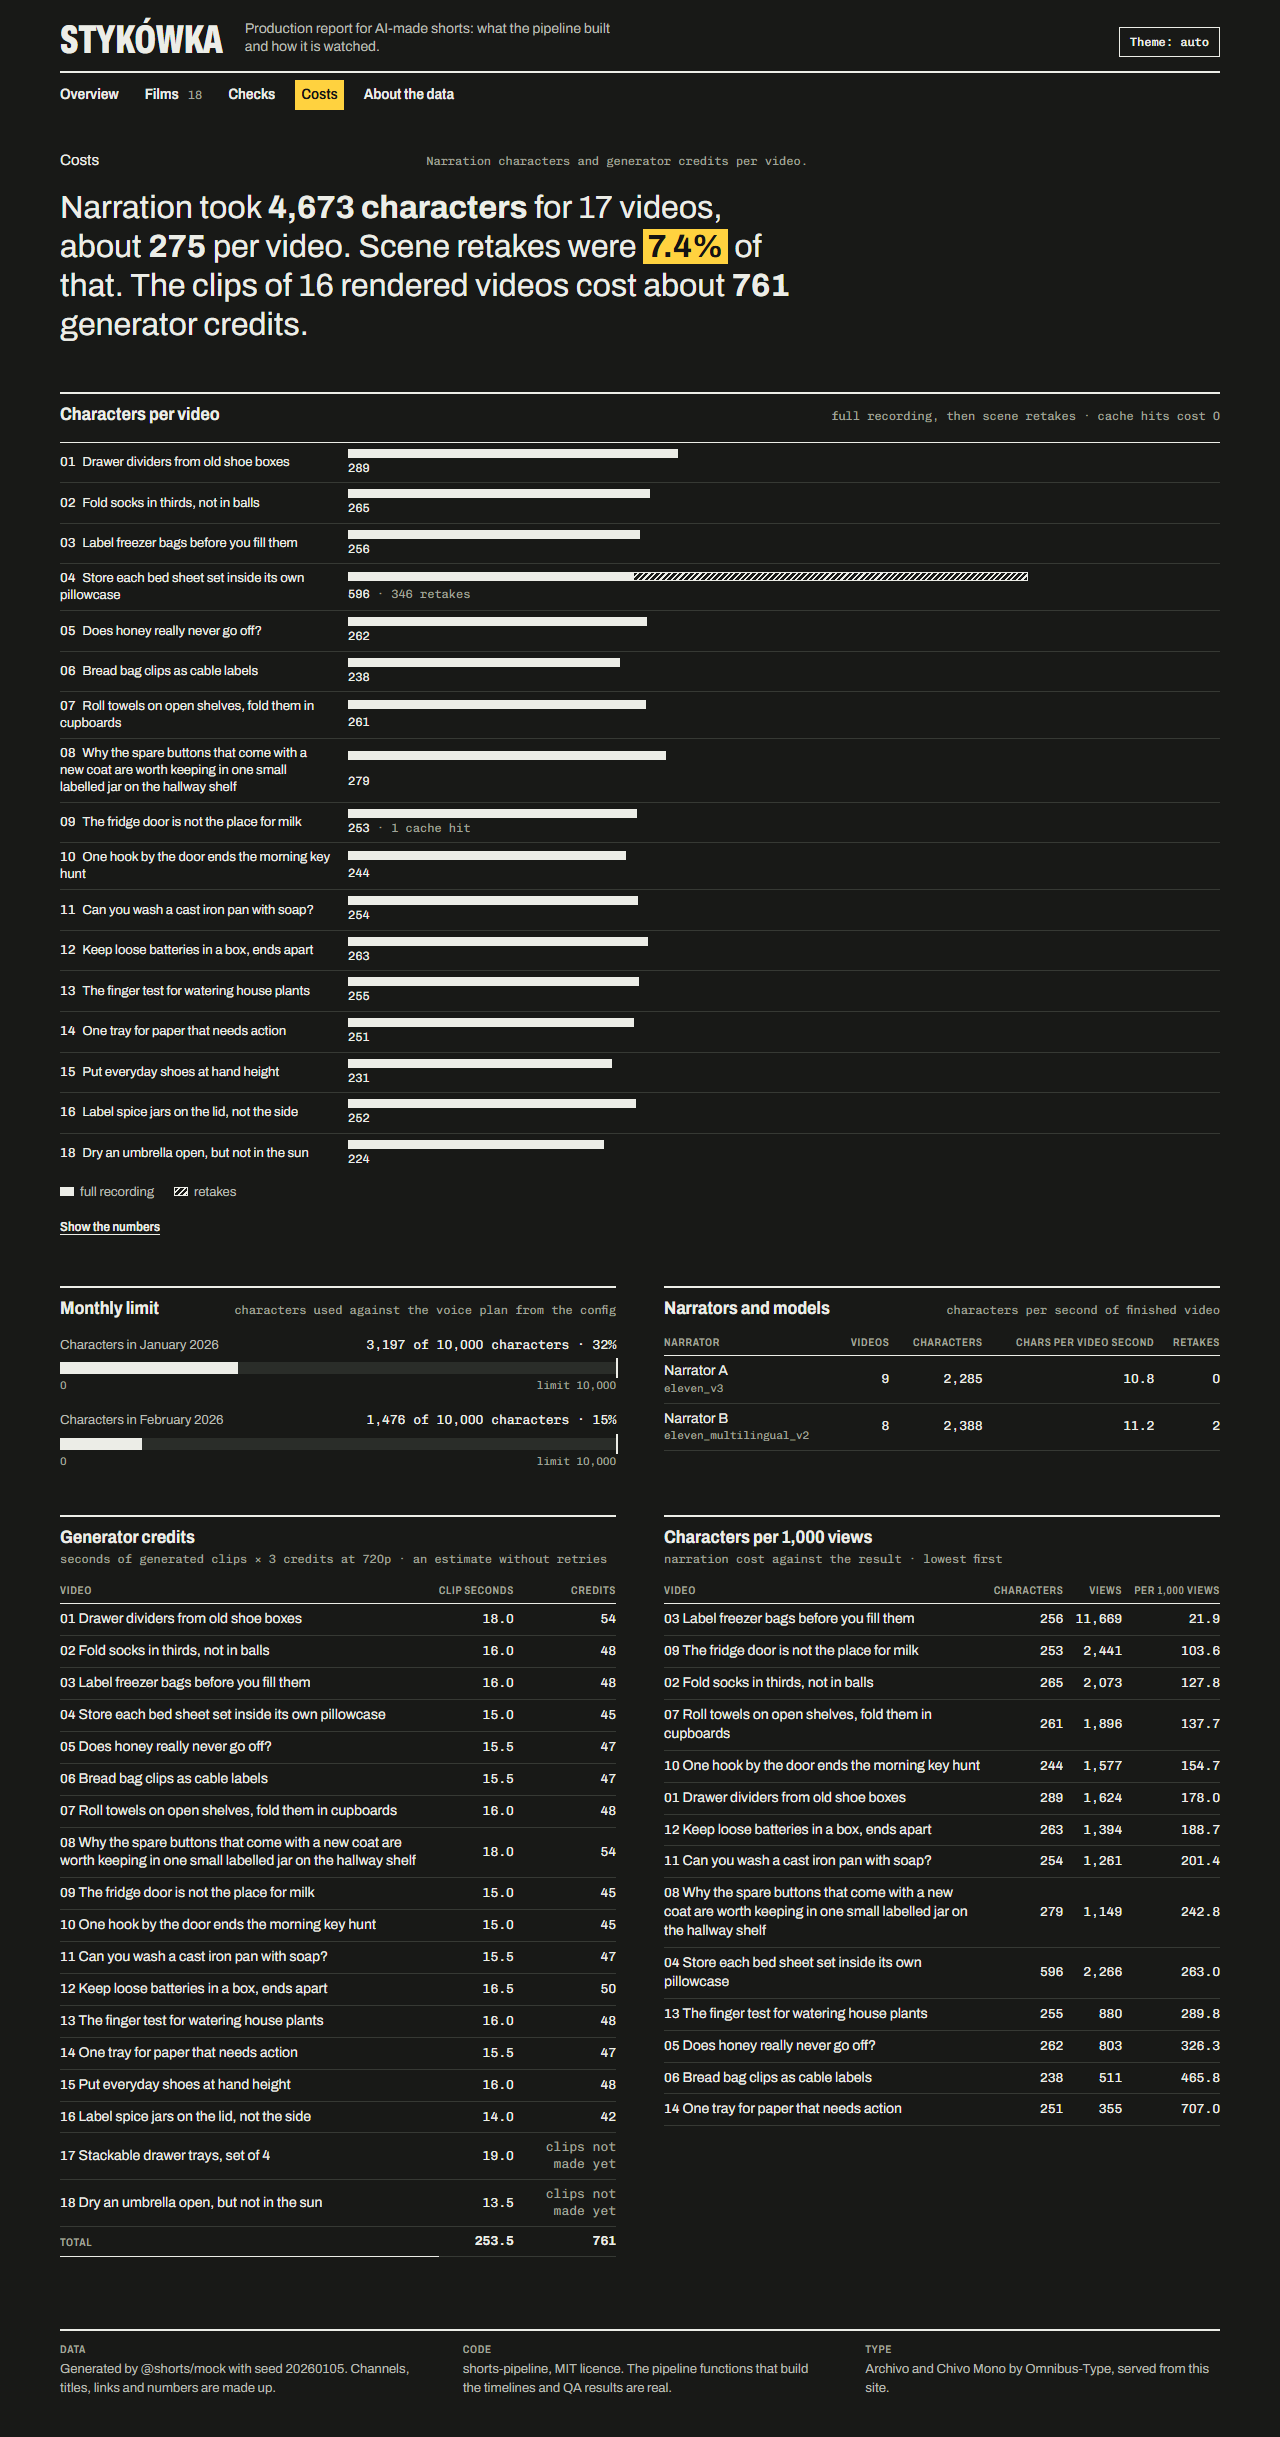 STYKÓWKA
Production report for AI-made shorts: what the pipeline built
and how it is watched.
Theme: auto
Overview
Films 18
Checks
Costs
About the data
Costs
Narration characters and generator credits per video.
Narration took 4,673 characters for 17 videos,
about 275 per video. Scene retakes were 7.4% of
that. The clips of 16 rendered videos cost about 761
generator credits.
Characters per video
full recording, then scene retakes · cache hits cost 0
01 Drawer dividers from old shoe boxes
289
02 Fold socks in thirds, not in balls
265
03 Label freezer bags before you fill them
256
04 Store each bed sheet set inside its own
pillowcase
596 · 346 retakes
05 Does honey really never go off?
262
06 Bread bag clips as cable labels
238
07 Roll towels on open shelves, fold them in
cupboards
261
08 Why the spare buttons that come with a
new coat are worth keeping in one small
labelled jar on the hallway shelf
279
09 The fridge door is not the place for milk
253 · 1 cache hit
10 One hook by the door ends the morning key
hunt
244
11 Can you wash a cast iron pan with soap?
254
12 Keep loose batteries in a box, ends apart
263
13 The finger test for watering house plants
255
14 One tray for paper that needs action
251
15 Put everyday shoes at hand height
231
16 Label spice jars on the lid, not the side
252
18 Dry an umbrella open, but not in the sun
224
full recording
retakes
Show the numbers
Monthly limit
characters used against the voice plan from the config
Characters in January 2026
3,197 of 10,000 characters · 32%
0
limit 10,000
Characters in February 2026
1,476 of 10,000 characters · 15%
0
limit 10,000
Narrators and models
characters per second of finished video
NARRATOR VIDEOS CHARACTERS CHARS PER VIDEO SECOND RETAKES
Narrator A
eleven_v3
9 2,285 10.8 0
Narrator B
eleven_multilingual_v2
8 2,388 11.2 2
Generator credits
seconds of generated clips × 3 credits at 720p · an estimate without retries
VIDEO CLIP SECONDS CREDITS
01 Drawer dividers from old shoe boxes 18.0 54
02 Fold socks in thirds, not in balls 16.0 48
03 Label freezer bags before you fill them 16.0 48
04 Store each bed sheet set inside its own pillowcase 15.0 45
05 Does honey really never go off? 15.5 47
06 Bread bag clips as cable labels 15.5 47
07 Roll towels on open shelves, fold them in cupboards 16.0 48
08 Why the spare buttons that come with a new coat are
worth keeping in one small labelled jar on the hallway shelf
18.0 54
09 The fridge door is not the place for milk 15.0 45
10 One hook by the door ends the morning key hunt 15.0 45
11 Can you wash a cast iron pan with soap? 15.5 47
12 Keep loose batteries in a box, ends apart 16.5 50
13 The finger test for watering house plants 16.0 48
14 One tray for paper that needs action 15.5 47
15 Put everyday shoes at hand height 16.0 48
16 Label spice jars on the lid, not the side 14.0 42
17 Stackable drawer trays, set of 4 19.0 clips not
made yet
18 Dry an umbrella open, but not in the sun 13.5 clips not
made yet
TOTAL 253.5 761
Characters per 1,000 views
narration cost against the result · lowest first
VIDEO CHARACTERS VIEWS PER 1,000 VIEWS
03 Label freezer bags before you fill them 256 11,669 21.9
09 The fridge door is not the place for milk 253 2,441 103.6
02 Fold socks in thirds, not in balls 265 2,073 127.8
07 Roll towels on open shelves, fold them in
cupboards
261 1,896 137.7
10 One hook by the door ends the morning key hunt 244 1,577 154.7
01 Drawer dividers from old shoe boxes 289 1,624 178.0
12 Keep loose batteries in a box, ends apart 263 1,394 188.7
11 Can you wash a cast iron pan with soap? 254 1,261 201.4
08 Why the spare buttons that come with a new
coat are worth keeping in one small labelled jar on
the hallway shelf
279 1,149 242.8
04 Store each bed sheet set inside its own
pillowcase
596 2,266 263.0
13 The finger test for watering house plants 255 880 289.8
05 Does honey really never go off? 262 803 326.3
06 Bread bag clips as cable labels 238 511 465.8
14 One tray for paper that needs action 251 355 707.0
DATA
Generated by @shorts/mock with seed 20260105. Channels,
titles, links and numbers are made up.
CODE
shorts-pipeline, MIT licence. The pipeline functions that build
the timelines and QA results are real.
TYPE
Archivo and Chivo Mono by Omnibus-Type, served from this
site.